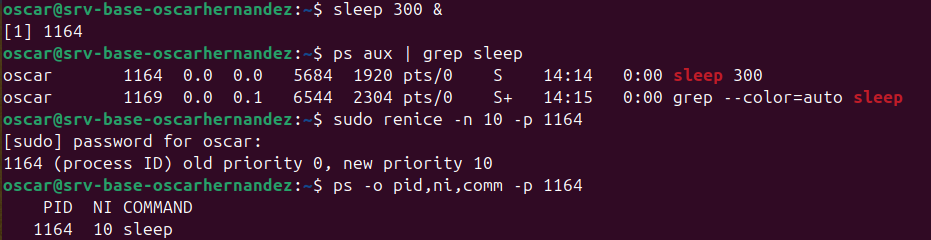 oscar@srv-base-oscarhernandez:~$ sleep 300 &
[1] 1164
oscar@srv-base-oscarhernandez:~$ ps aux | grep sleep
oscar        1164  0.0  0.0   5684  1920 pts/0    S    14:14   0:00 sleep 300
oscar        1169  0.0  0.1   6544  2304 pts/0    S+   14:15   0:00 grep --color=auto sleep
oscar@srv-base-oscarhernandez:~$ sudo renice -n 10 -p 1164
[sudo] password for oscar:
1164 (process ID) old priority 0, new priority 10
oscar@srv-base-oscarhernandez:~$ ps -o pid,ni,comm -p 1164
    PID  NI COMMAND
   1164  10 sleep